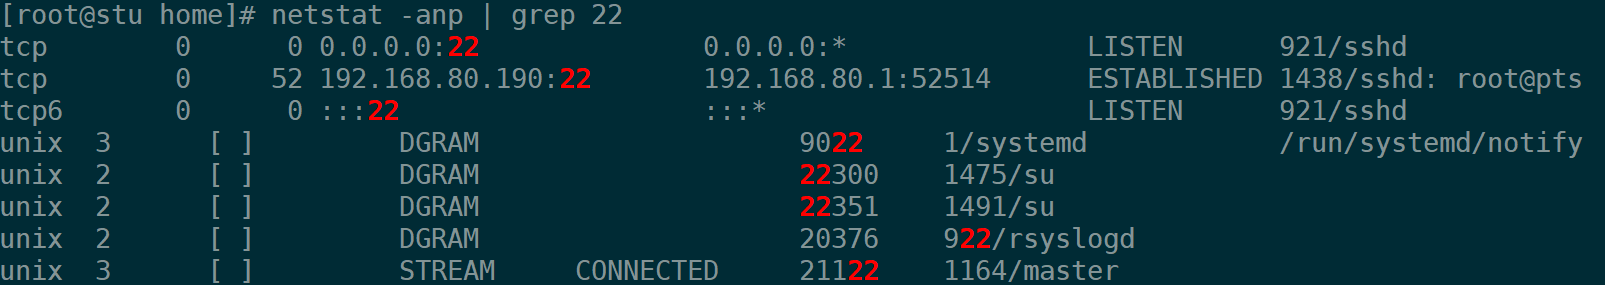 [root@stu home]# netstat -anp | grep 22
tcp        0      0 0.0.0.0:22              0.0.0.0:*               LISTEN      921/sshd
tcp        0     52 192.168.80.190:22       192.168.80.1:52514      ESTABLISHED 1438/sshd: root@pts
tcp6       0      0 :::22                   :::*                    LISTEN      921/sshd
unix  3      [ ]         DGRAM                    9022     1/systemd            /run/systemd/notify
unix  2      [ ]         DGRAM                    22300    1475/su
unix  2      [ ]         DGRAM                    22351    1491/su
unix  2      [ ]         DGRAM                    20376    922/rsyslogd
unix  3      [ ]         STREAM     CONNECTED     21122    1164/master